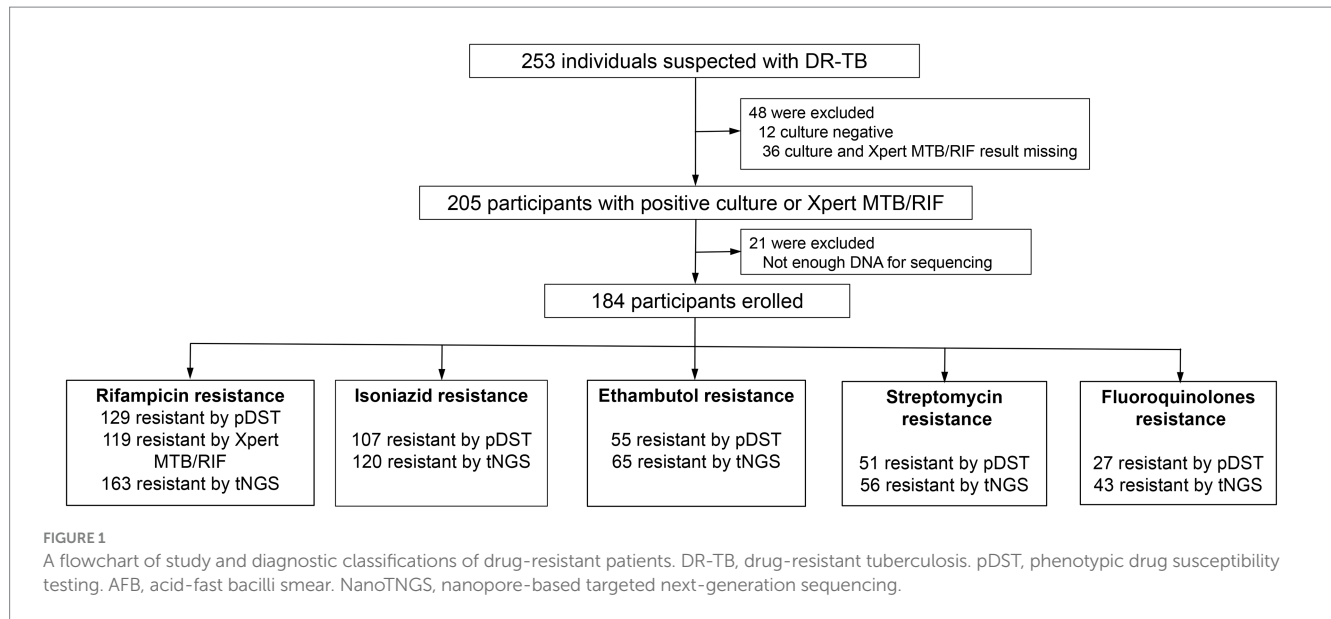 253 individuals suspected with DR-TB
48 were excluded
12 culture negative
36 culture and Xpert MTB/RIF result missing
205 participants with positive culture or Xpert MTB/RIF
21 were excluded
Not enough DNA for sequencing
184 participants erolled
Rifampicin resistance
129 resistant by pDST
119 resistant by Xpert
MTB/RIF
163 resistant by tNGS
Isoniazid resistance
107 resistant by pDST
120 resistant by tNGS
Ethambutol resistance
55 resistant by pDST
65 resistant by tNGS
Streptomycin
resistance
51 resistant by pDST
56 resistant by tNGS
Fluoroquinolones
resistance
27 resistant by pDST
43 resistant by tNGS
FIGURE 1
A flowchart of study and diagnostic classifications of drug-resistant patients. DR-TB, drug-resistant tuberculosis. pDST, phenotypic drug susceptibility
testing. AFB, acid-fast bacilli smear. NanoTNGS, nanopore-based targeted next-generation sequencing.